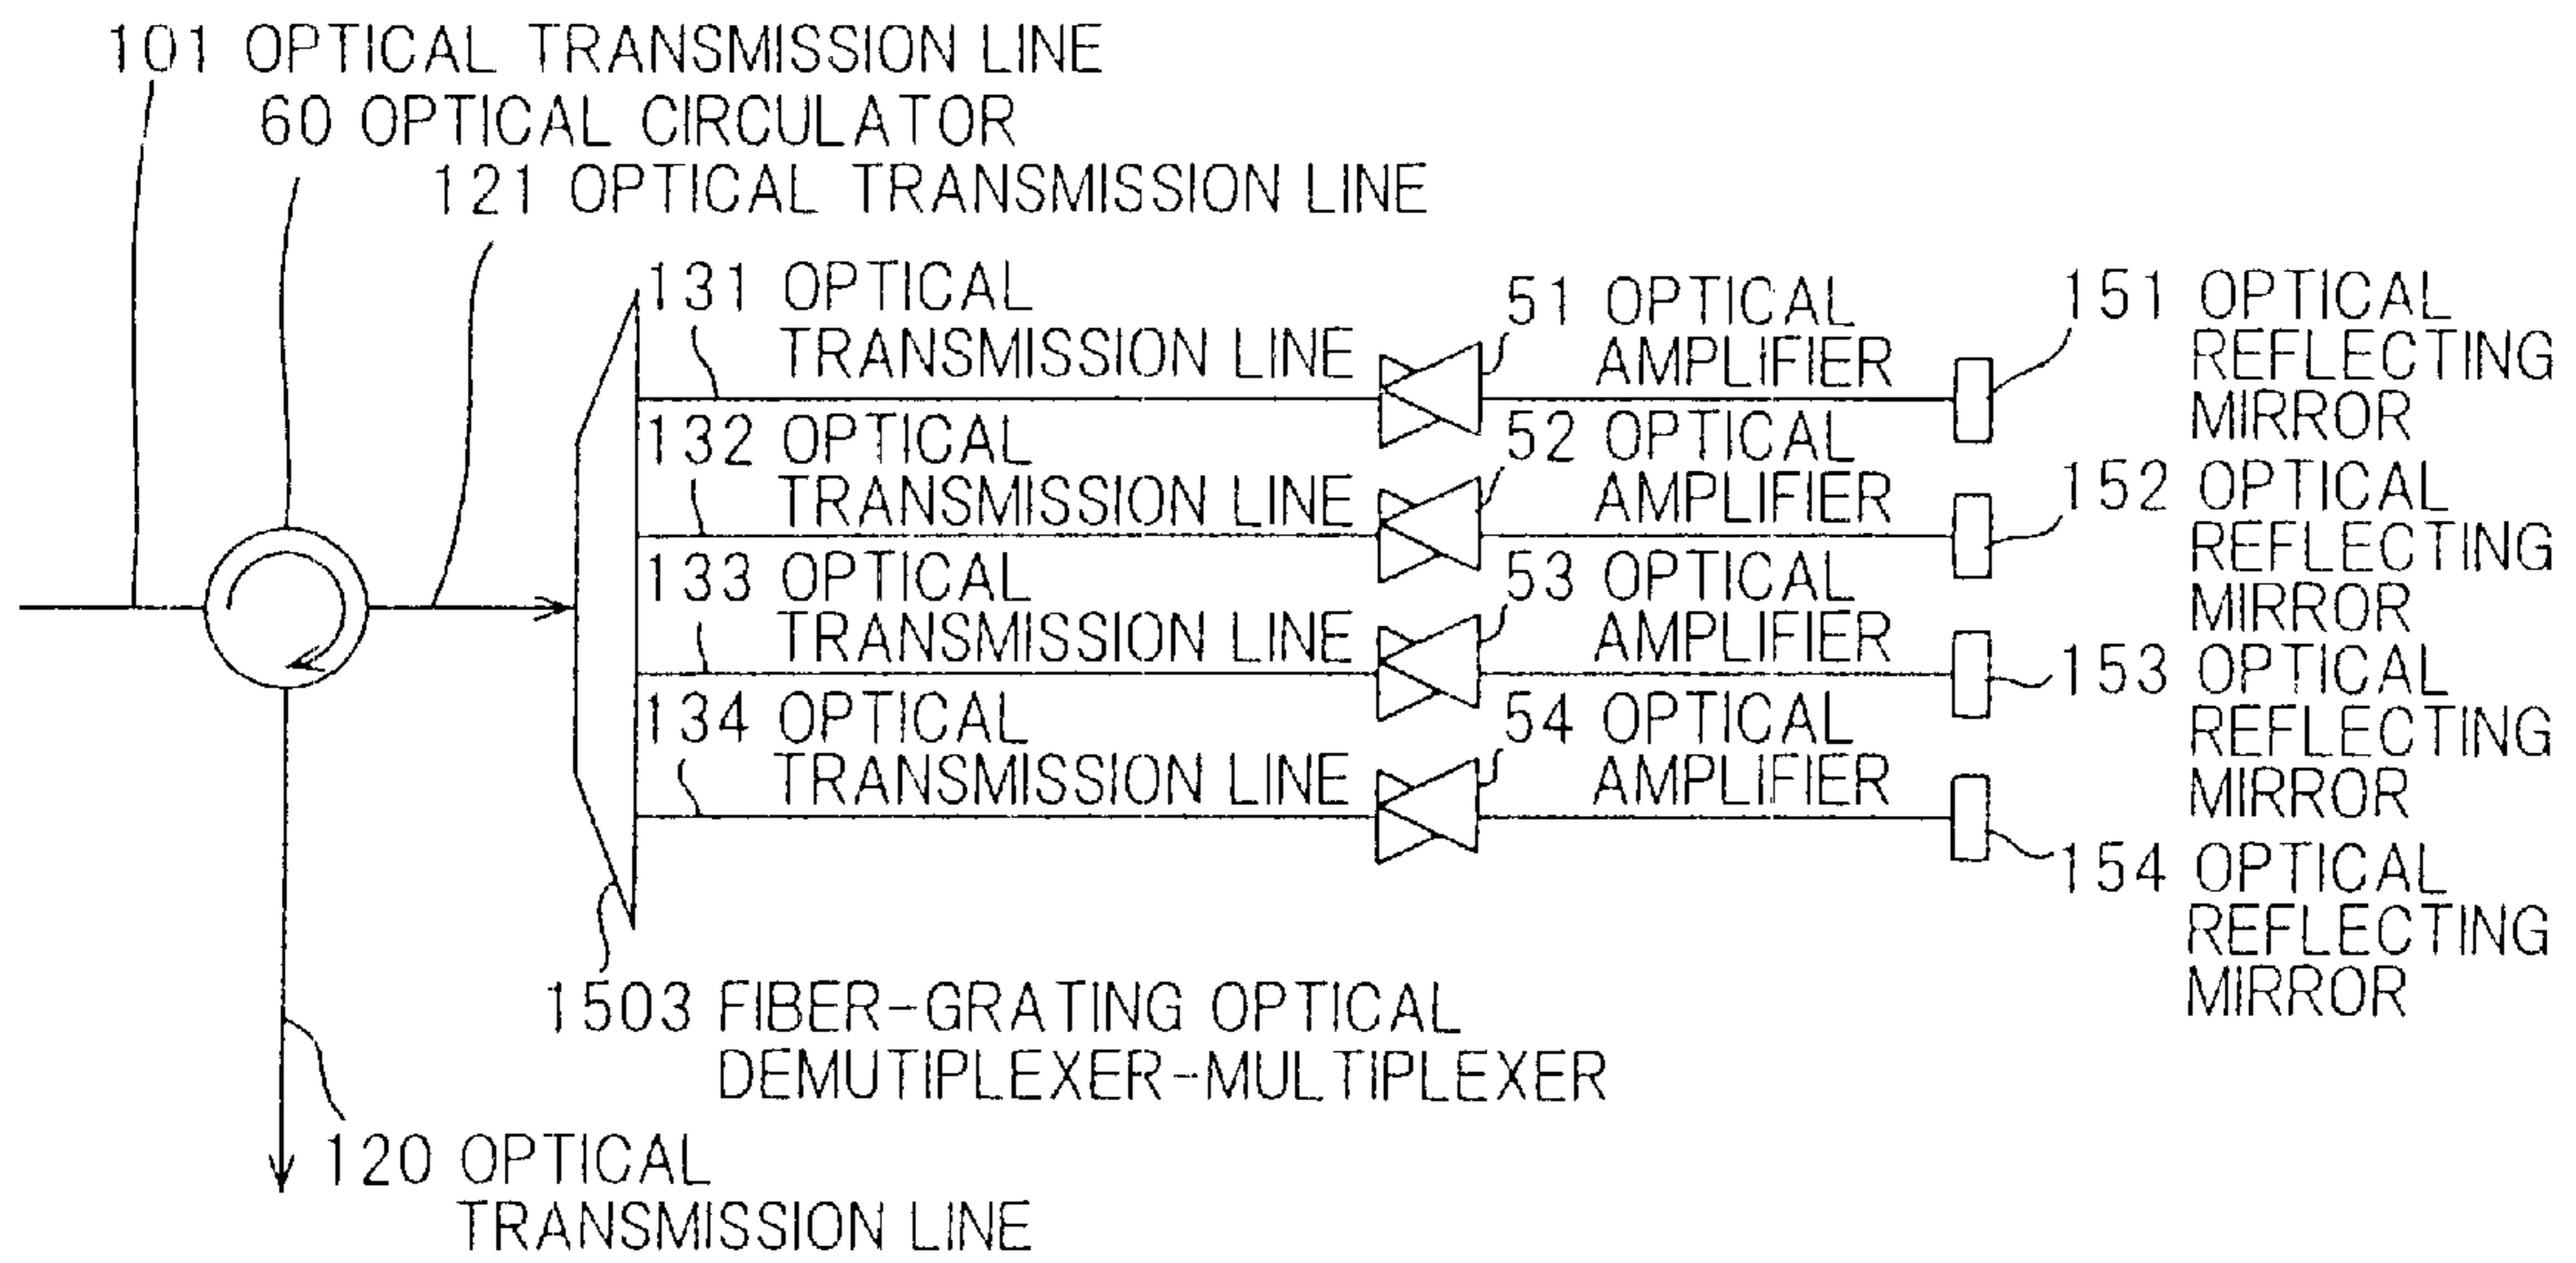 101 OPTICAL TRANSMISSION LINE
60 OPTICAL CIRCULATOR
121 OPTICAL TRANSMISSION LINE
131 OPTICAL
TRANSMISSION LINE
51 OPTICAL
AMPLIFIER
151 OPTICAL
REFLECTING
MIRROR
132 OPTICAL
TRANSMISSION LINE
52 OPTICAL
AMPLIFIER
152 OPTICAL
REFLECTING
MIRROR
133 OPTICAL
TRANSMISSION LINE
53 OPTICAL
AMPLIFIER
153 OPTICAL
REFLECTING
MIRROR
134 OPTICAL
TRANSMISSION LINE
54 OPTICAL
AMPLIFIER
154 OPTICAL
REFLECTING
MIRROR
1503 FIBER-GRATING OPTICAL
DEMUTIPLEXER-MULTIPLEXER
120 OPTICAL
TRANSMISSION LINE